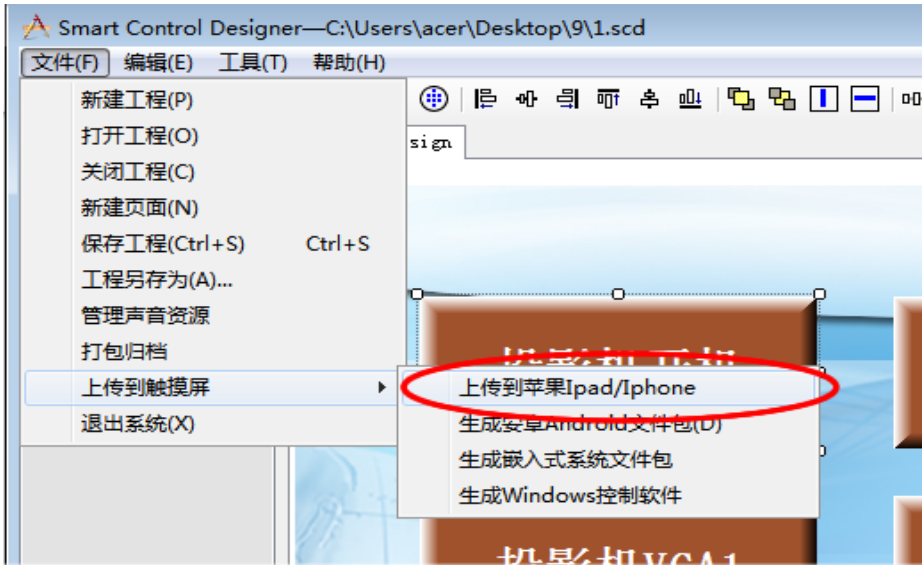 Smart Control Designer—C:\Users\acer\Desktop\9\1.scd
文件(F) 编辑(E) 工具(T) 帮助(H)
新建工程(P)
打开工程(O)
sign
关闭工程(C)
新建页面(N)
保存工程(Ctrl+S) Ctrl+S
工程另存为(A)...
管理声音资源
打包归档
投影机开机
上传到触摸屏
上传到苹果Ipad/Iphone
退出系统(X)
生成安卓Android文件包(D)
生成嵌入式系统文件包
生成Windows控制软件
投影机VGA1